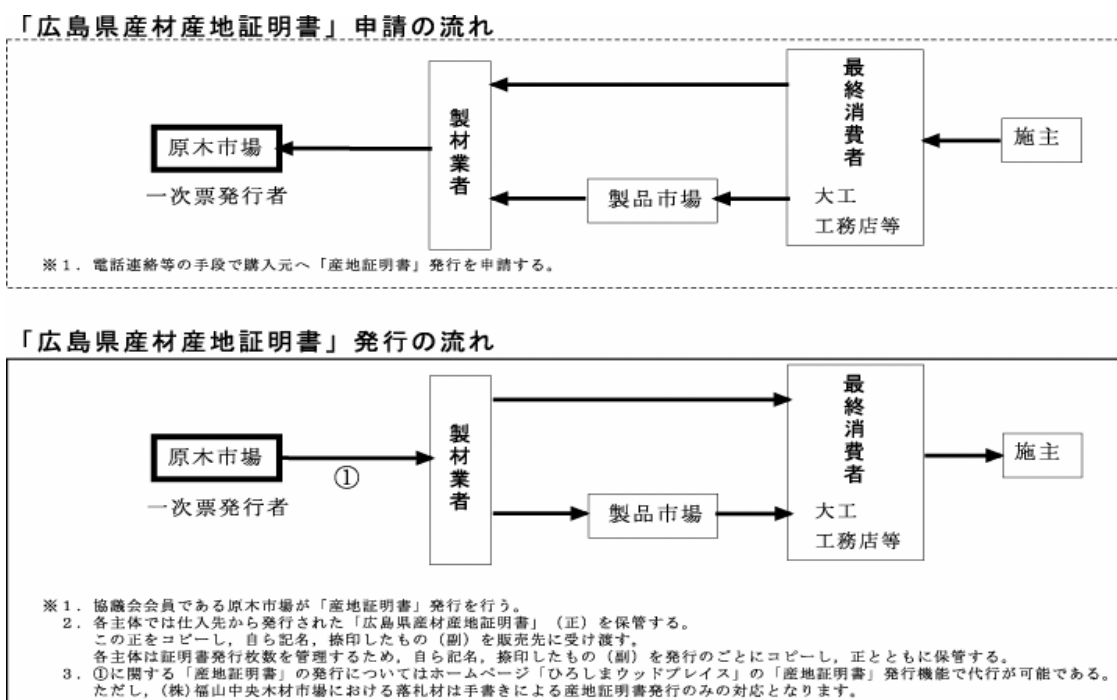 「広島県産材産地証明書」申請の流れ
原木市場
一次票発行者
製材業者
製品市場
最終消費者
大工
工務店等
施主
※1．電話連絡等の手段で購入元へ「産地証明書」発行を申請する。
「広島県産材産地証明書」発行の流れ
原木市場
一次票発行者
①
製材業者
製品市場
最終消費者
大工
工務店等
施主
※1．協議会会員である原木市場が「産地証明書」発行を行う。
2．各主体では仕入先から発行された「広島県産材産地証明書」（正）を保管する。
この正をコピーし，自ら記名，捺印したもの（副）を販売先に受け渡す。
各主体は証明書発行枚数を管理するため，自ら記名，捺印したもの（副）を発行のごとにコピーし，正とともに保管する。
3．①に関する「産地証明書」の発行についてはホームページ「ひろしまウッドプレイス」の「産地証明書」発行機能で代行が可能である。
ただし，(株)福山中央木材市場における落札材は手書きによる産地証明書発行のみの対応となります。